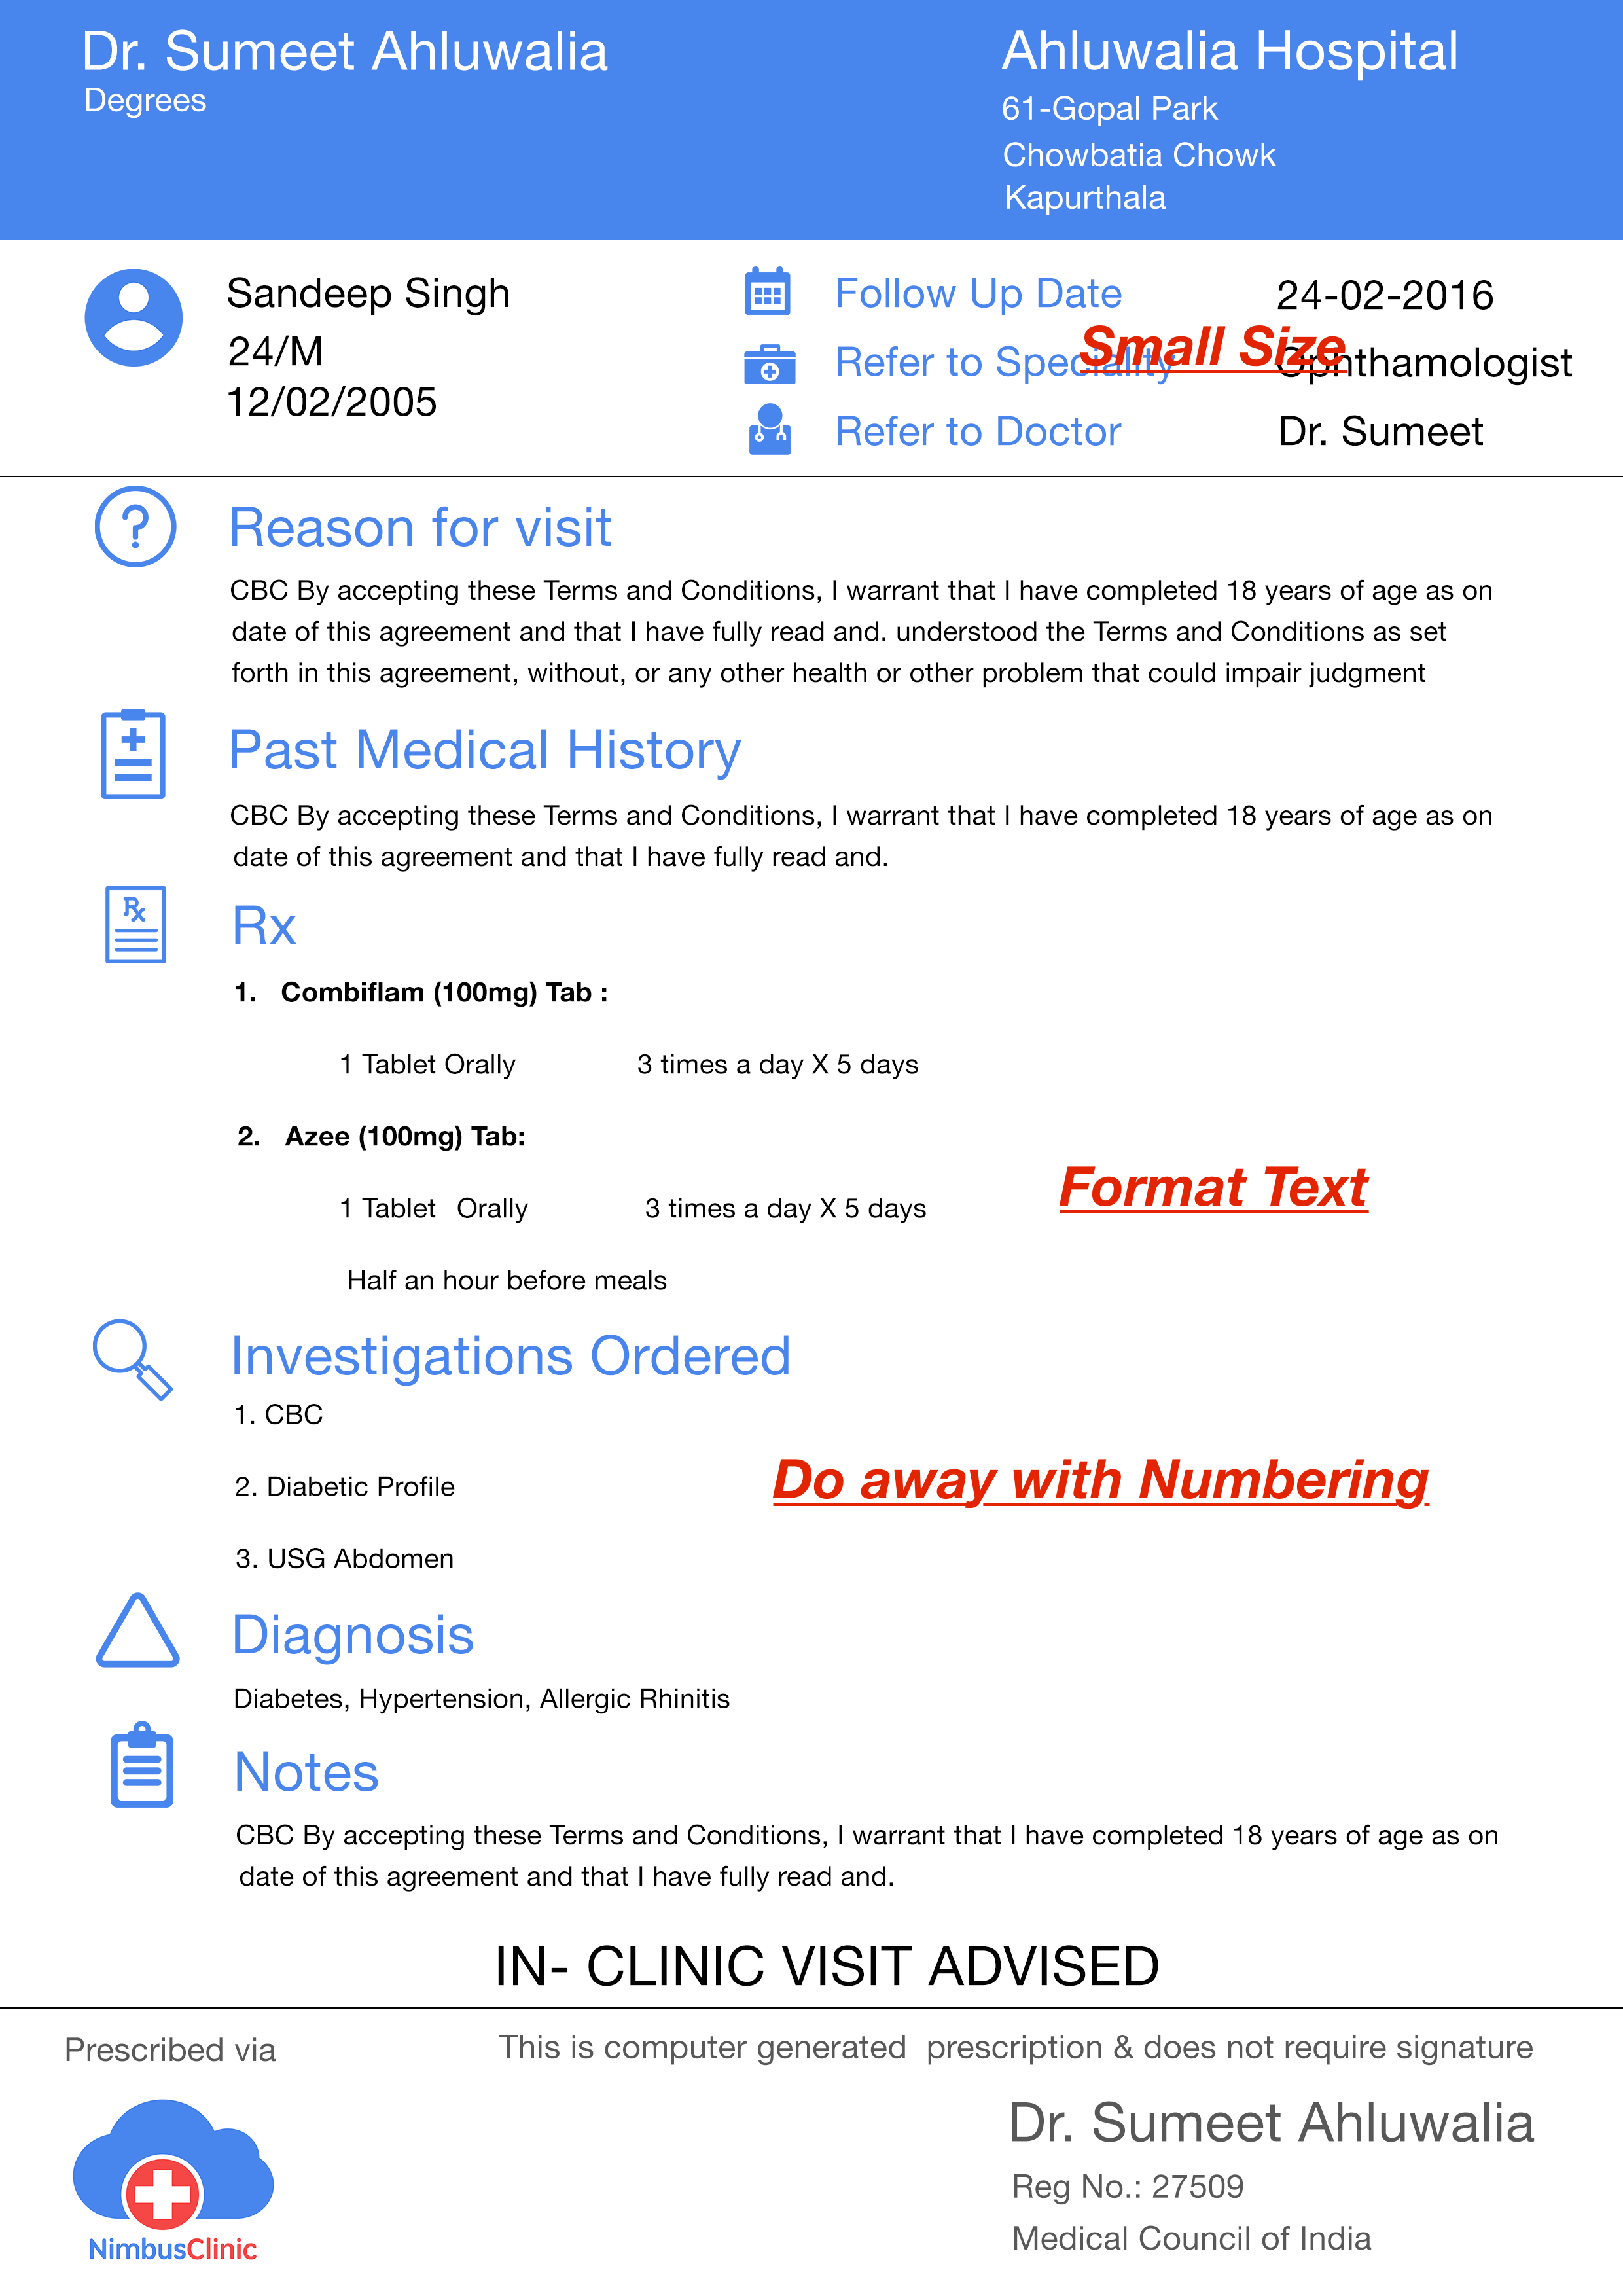 Dr. Sumeet Ahluwalia
Degrees
Ahluwalia Hospital
61-Gopal Park
Chowbatia Chowk
Kapurthala
Sandeep Singh
24/M
12/02/2005
Follow Up Date 24-02-2016
Small Size
Refer to Speciality Ophthamologist
Refer to Doctor Dr. Sumeet
Reason for visit
CBC By accepting these Terms and Conditions, I warrant that I have completed 18 years of age as on
date of this agreement and that I have fully read and. understood the Terms and Conditions as set
forth in this agreement, without, or any other health or other problem that could impair judgment
Past Medical History
CBC By accepting these Terms and Conditions, I warrant that I have completed 18 years of age as on
date of this agreement and that I have fully read and.
Rx
Rx
1. Combiflam (100mg) Tab :
1 Tablet Orally 3 times a day X 5 days
2. Azee (100mg) Tab:
Format Text
1 Tablet Orally 3 times a day X 5 days
Half an hour before meals
Investigations Ordered
1. CBC
Do away with Numbering
2. Diabetic Profile
3. USG Abdomen
Diagnosis
Diabetes, Hypertension, Allergic Rhinitis
Notes
CBC By accepting these Terms and Conditions, I warrant that I have completed 18 years of age as on
date of this agreement and that I have fully read and.
IN- CLINIC VISIT ADVISED
Prescribed via
This is computer generated prescription & does not require signature
NimbusClinic
Dr. Sumeet Ahluwalia
Reg No.: 27509
Medical Council of India